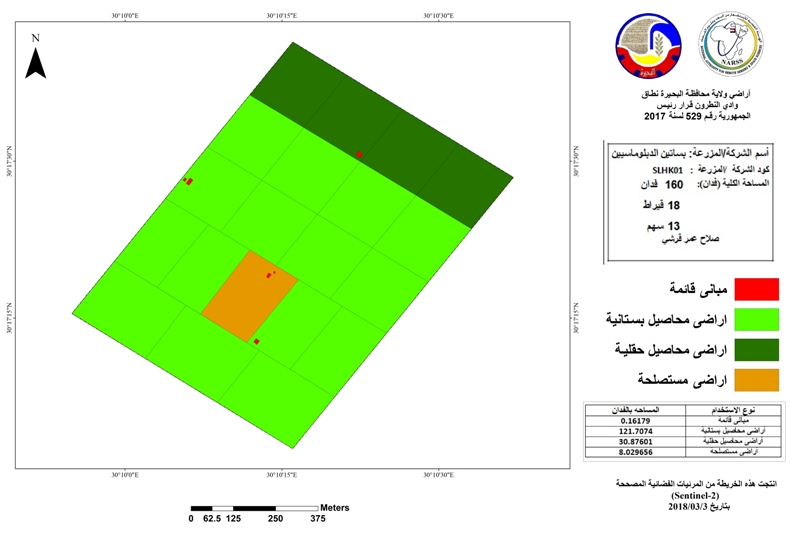 30°10'0"E
30°10'15"E
30°10'30"E
N
30°17'30"N
30°17'15"N
30°17'30"N
30°17'15"N
30°10'0"E
30°10'15"E
30°10'30"E
0 62.5 125 250 375 Meters
البحيرة
NARSS
أراضي ولاية محافظة البحيرة نطاق
وادي النطرون قرار رئيس
الجمهورية رقم 529 لسنة 2017
أسم الشركة/المزرعة: بساتين الدبلوماسيين
كود الشركة /المزرعة : SLHK01
المساحة الكلية (فدان): 160 فدان
18 قيراط
13 سهم
صلاح عمر قرشي
مبانى قائمة
اراضى محاصيل بستانية
اراضى محاصيل حقلية
اراضى مستصلحة
نوع الاستخدام المساحه بالفدان
مبانى قائمة 0.16179
أراضى محاصيل بستانية 121.7074
أراضى محاصيل حقلية 30.87601
أراضى مستصلحة 8.029656
انتجت هذه الخريطة من المرئيات الفضائية المصححة
(Sentinel-2)
بتاريخ 2018/03/3